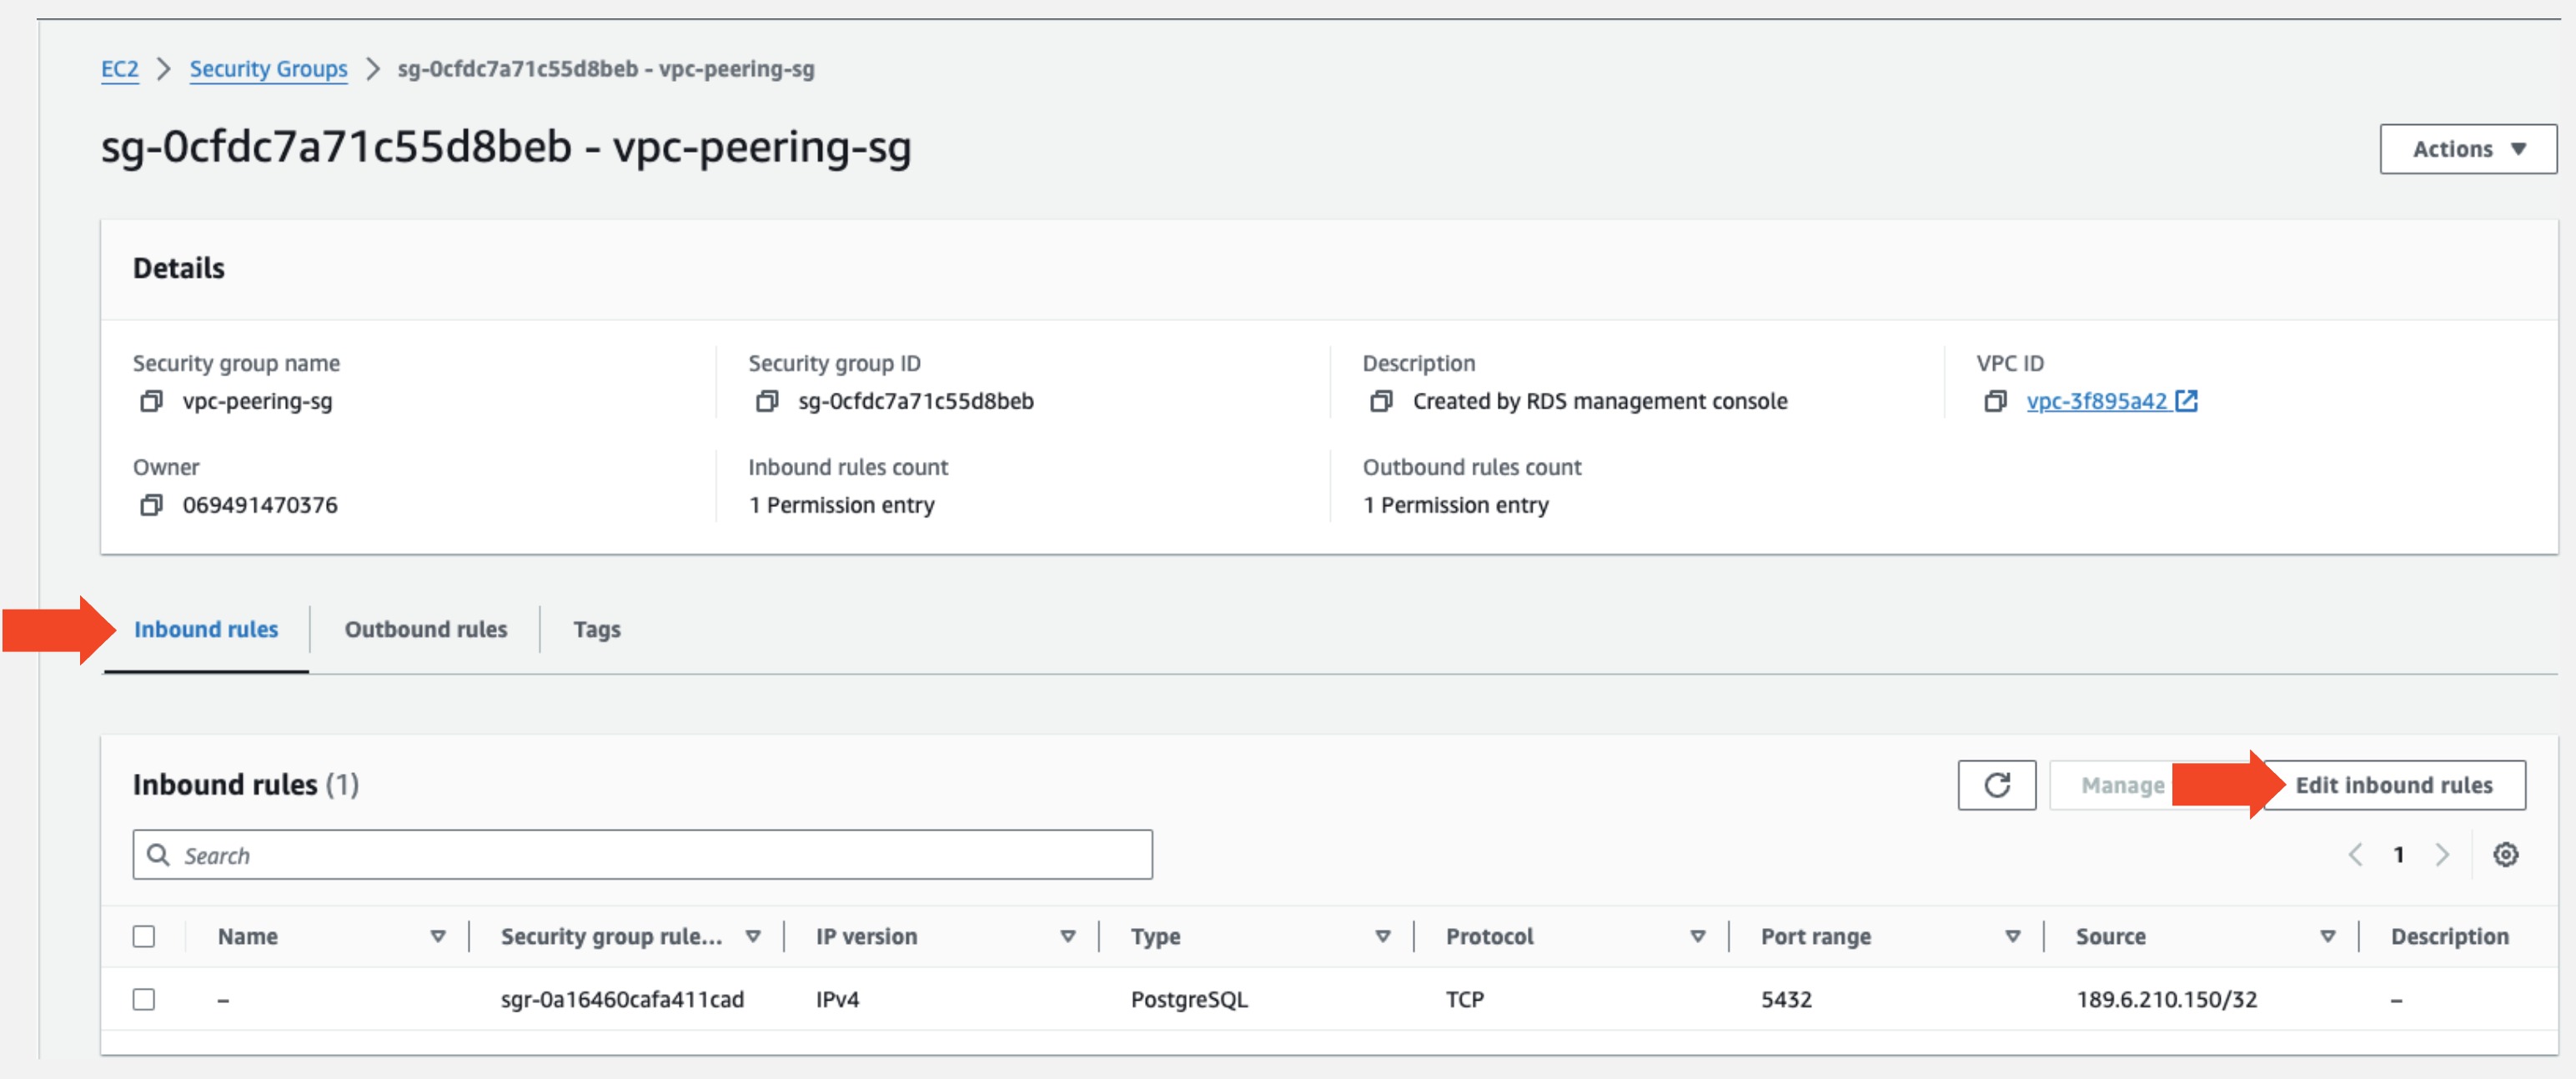 EC2 > Security Groups > sg-0cfdc7a71c55d8beb - vpc-peering-sg
sg-0cfdc7a71c55d8beb - vpc-peering-sg
Actions
Details
Security group name
vpc-peering-sg
Security group ID
sg-0cfdc7a71c55d8beb
Description
Created by RDS management console
VPC ID
vpc-3f895a42
Owner
069491470376
Inbound rules count
1 Permission entry
Outbound rules count
1 Permission entry
Inbound rules Outbound rules Tags
Inbound rules (1)
Manage Edit inbound rules
Search
1
Name Security group rule... IP version Type Protocol Port range Source Description
– sgr-0a16460cafa411cad IPv4 PostgreSQL TCP 5432 189.6.210.150/32 –